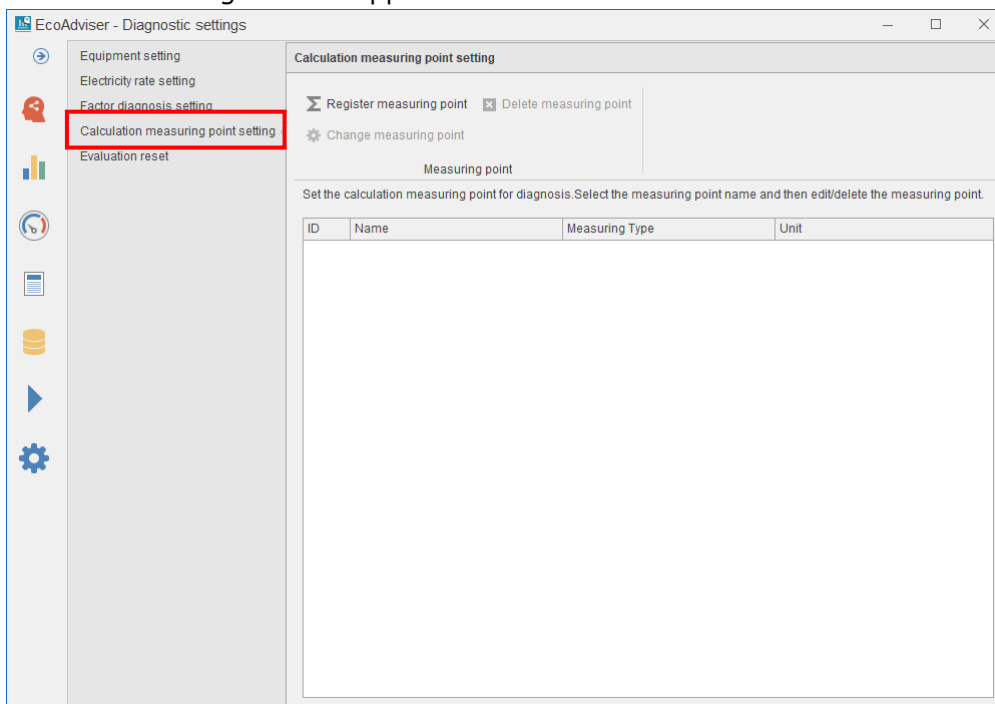 EcoAdviser - Diagnostic settings
Equipment setting
Electricity rate setting
Factor diagnosis setting
Calculation measuring point setting
Evaluation reset
Calculation measuring point setting
Register measuring point Delete measuring point
Change measuring point
Measuring point
Set the calculation measuring point for diagnosis.Select the measuring point name and then edit/delete the measuring point.
ID Name Measuring Type Unit